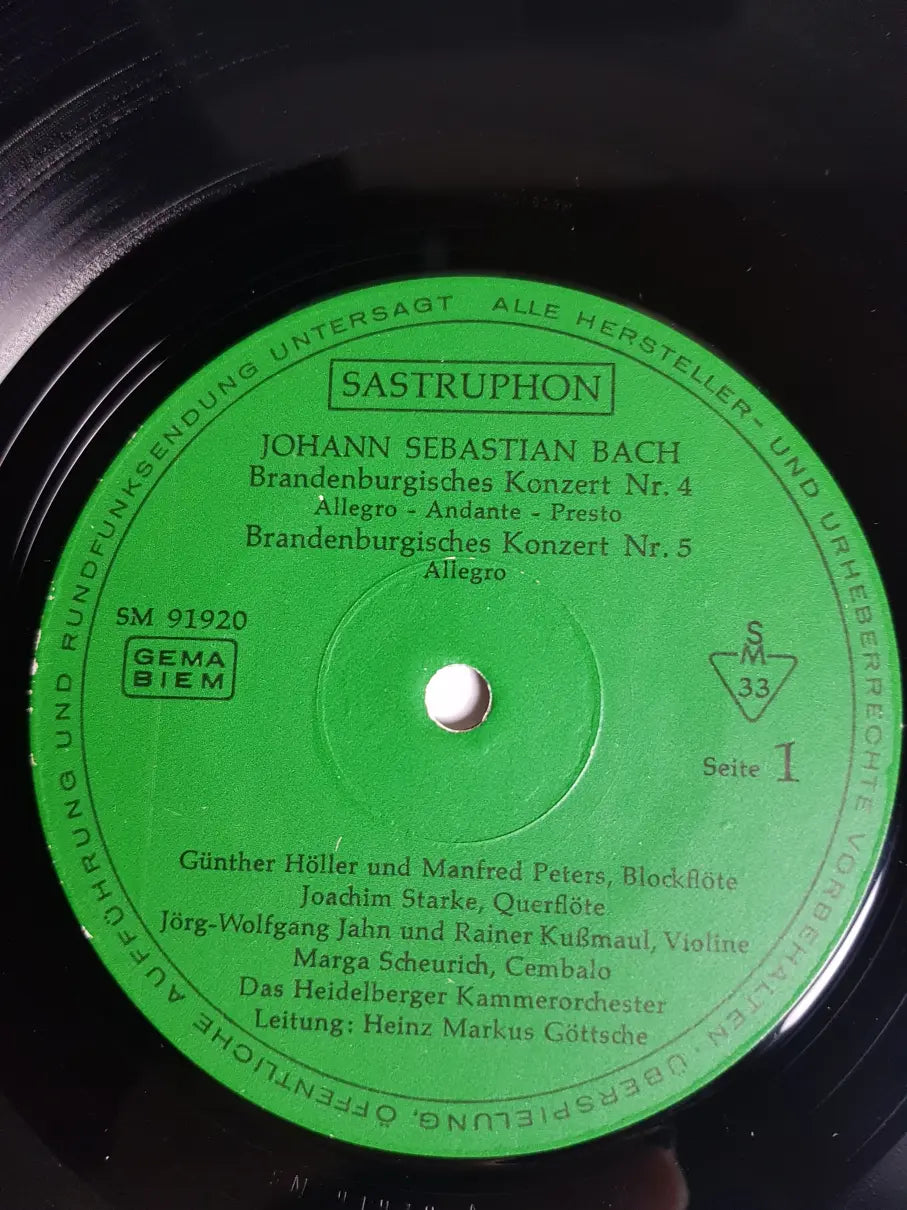 ALLE HERSTELLER- UND URHEBERRECHTE VORBEHALTEN · ÜBERSPIELUNG, ÖFFENTLICHE AUFFÜHRUNG UND RUNDFUNKSENDUNG UNTERSAGT
SASTRUPHON
JOHANN SEBASTIAN BACH
Brandenburgisches Konzert Nr. 4
Allegro - Andante - Presto
Brandenburgisches Konzert Nr. 5
Allegro
SM 91920
GEMA
BIEM
S
M
33
Seite 1
Günther Höller und Manfred Peters, Blockflöte
Joachim Starke, Querflöte
Jörg-Wolfgang Jahn und Rainer Kußmaul, Violine
Marga Scheurich, Cembalo
Das Heidelberger Kammerorchester
Leitung: Heinz Markus Göttsche